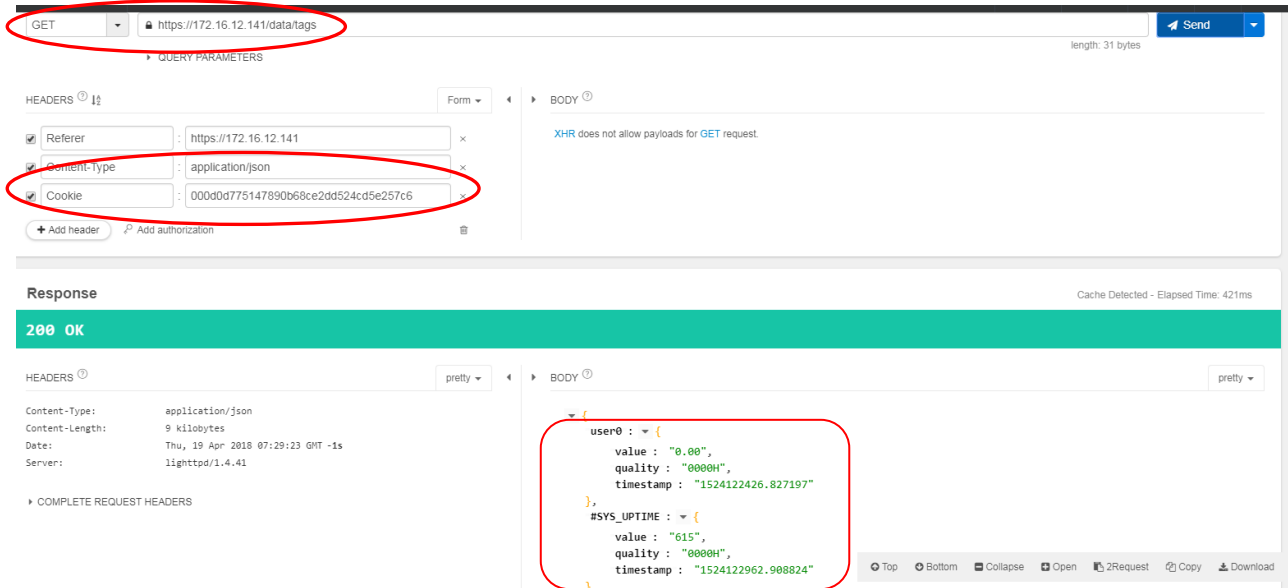 GET https://172.16.12.141/data/tags Send
length: 31 bytes
QUERY PARAMETERS
HEADERS Form BODY
Referer : https://172.16.12.141 ×
XHR does not allow payloads for GET request.
Content-Type : application/json ×
Cookie : 000d0d775147890b68ce2dd524cd5e257c6 ×
+ Add header Add authorization
Response Cache Detected - Elapsed Time: 421ms
200 OK
HEADERS pretty BODY pretty
Content-Type: application/json
Content-Length: 9 kilobytes
Date: Thu, 19 Apr 2018 07:29:23 GMT -1s
Server: lighttpd/1.4.41
COMPLETE REQUEST HEADERS
{
user0 : {
value : "0.00",
quality : "0000H",
timestamp : "1524122426.827197"
},
#SYS_UPTIME : {
value : "615",
quality : "0000H",
timestamp : "1524122962.908824"
}
Top Bottom Collapse Open 2Request Copy Download